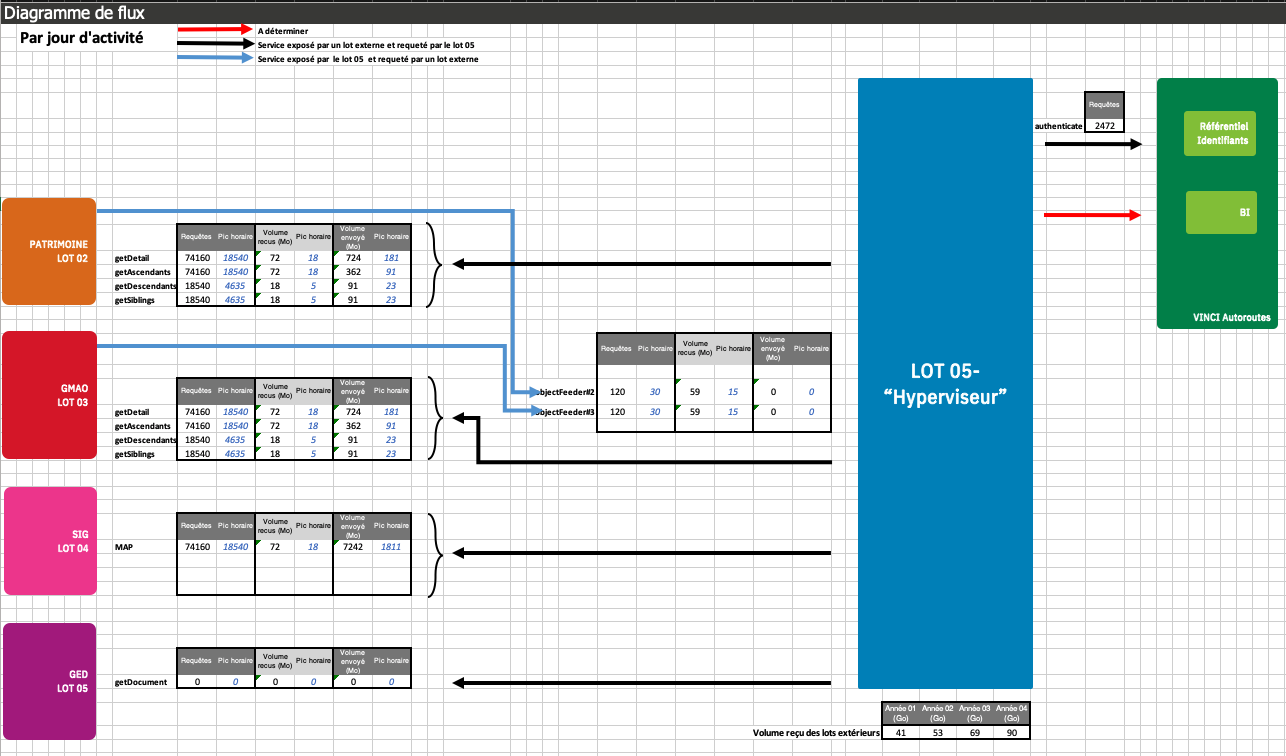 Diagramme de flux
Par jour d'activité
A déterminer
Service exposé par un lot externe et requeté par le lot 05
Service exposé par le lot 05 et requeté par un lot externe
Requêtes
authenticate 2472
Référentiel
Identifiants
BI
VINCI Autoroutes
LOT 05-
“Hyperviseur”
PATRIMOINE
LOT 02
Requêtes Pic horaire Volume recus (Mo) Pic horaire Volume envoyé (Mo) Pic horaire
getDetail 74160 18540 72 18 724 181
getAscendants 74160 18540 72 18 362 91
getDescendants 18540 4635 18 5 91 23
getSiblings 18540 4635 18 5 91 23
Requêtes Pic horaire Volume recus (Mo) Pic horaire Volume envoyé (Mo) Pic horaire
objectFeeder#2 120 30 59 15 0 0
objectFeeder#3 120 30 59 15 0 0
GMAO
LOT 03
Requêtes Pic horaire Volume recus (Mo) Pic horaire Volume envoyé (Mo) Pic horaire
getDetail 74160 18540 72 18 724 181
getAscendants 74160 18540 72 18 362 91
getDescendants 18540 4635 18 5 91 23
getSiblings 18540 4635 18 5 91 23
SIG
LOT 04
Requêtes Pic horaire Volume recus (Mo) Pic horaire Volume envoyé (Mo) Pic horaire
MAP 74160 18540 72 18 7242 1811
GED
LOT 05
Requêtes Pic horaire Volume recus (Mo) Pic horaire Volume envoyé (Mo) Pic horaire
getDocument 0 0 0 0 0 0
Année 01 (Go) Année 02 (Go) Année 03 (Go) Année 04 (Go)
Volume reçu des lots extérieurs 41 53 69 90